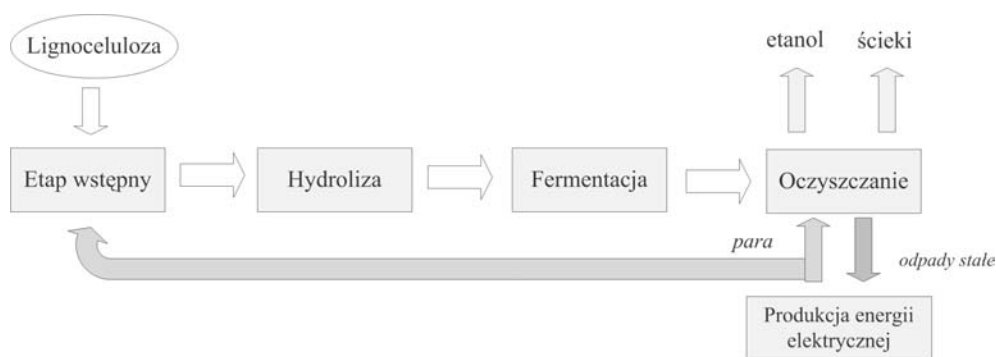 Lignoceluloza
etanol
ścieki
Etap wstępny
Hydroliza
Fermentacja
Oczyszczanie
para
odpady stałe
Produkcja energii
elektrycznej